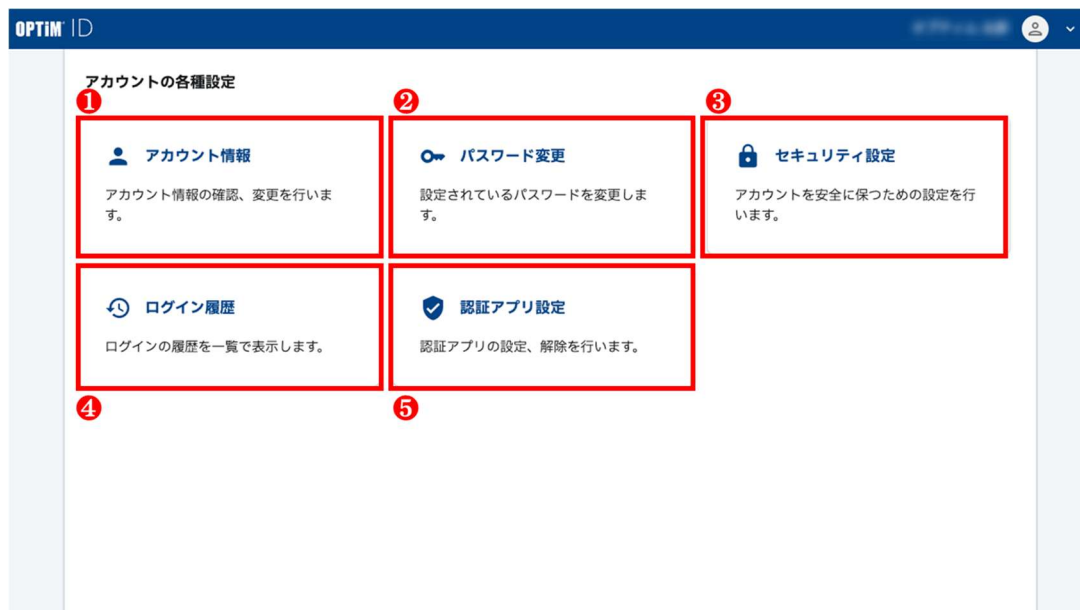 OPTiM ID
アカウントの各種設定
❶ ❷ ❸
アカウント情報
アカウント情報の確認、変更を行いま
す。
パスワード変更
設定されているパスワードを変更しま
す。
セキュリティ設定
アカウントを安全に保つための設定を行
います。
ログイン履歴
ログインの履歴を一覧で表示します。
認証アプリ設定
認証アプリの設定、解除を行います。
❹ ❺